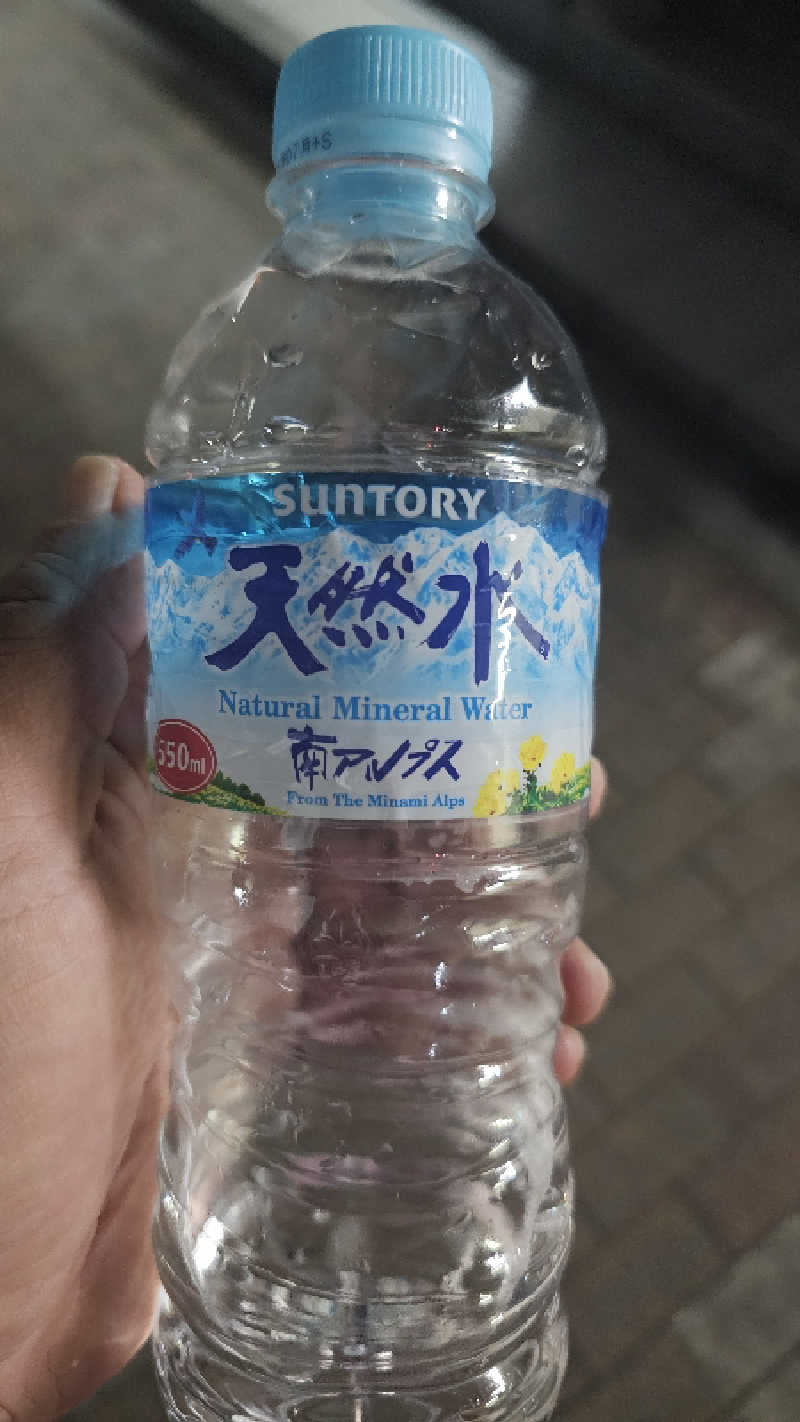 SUNTORY
天然水
Natural Mineral Water
550ml
南アルプス
From The Minami Alps